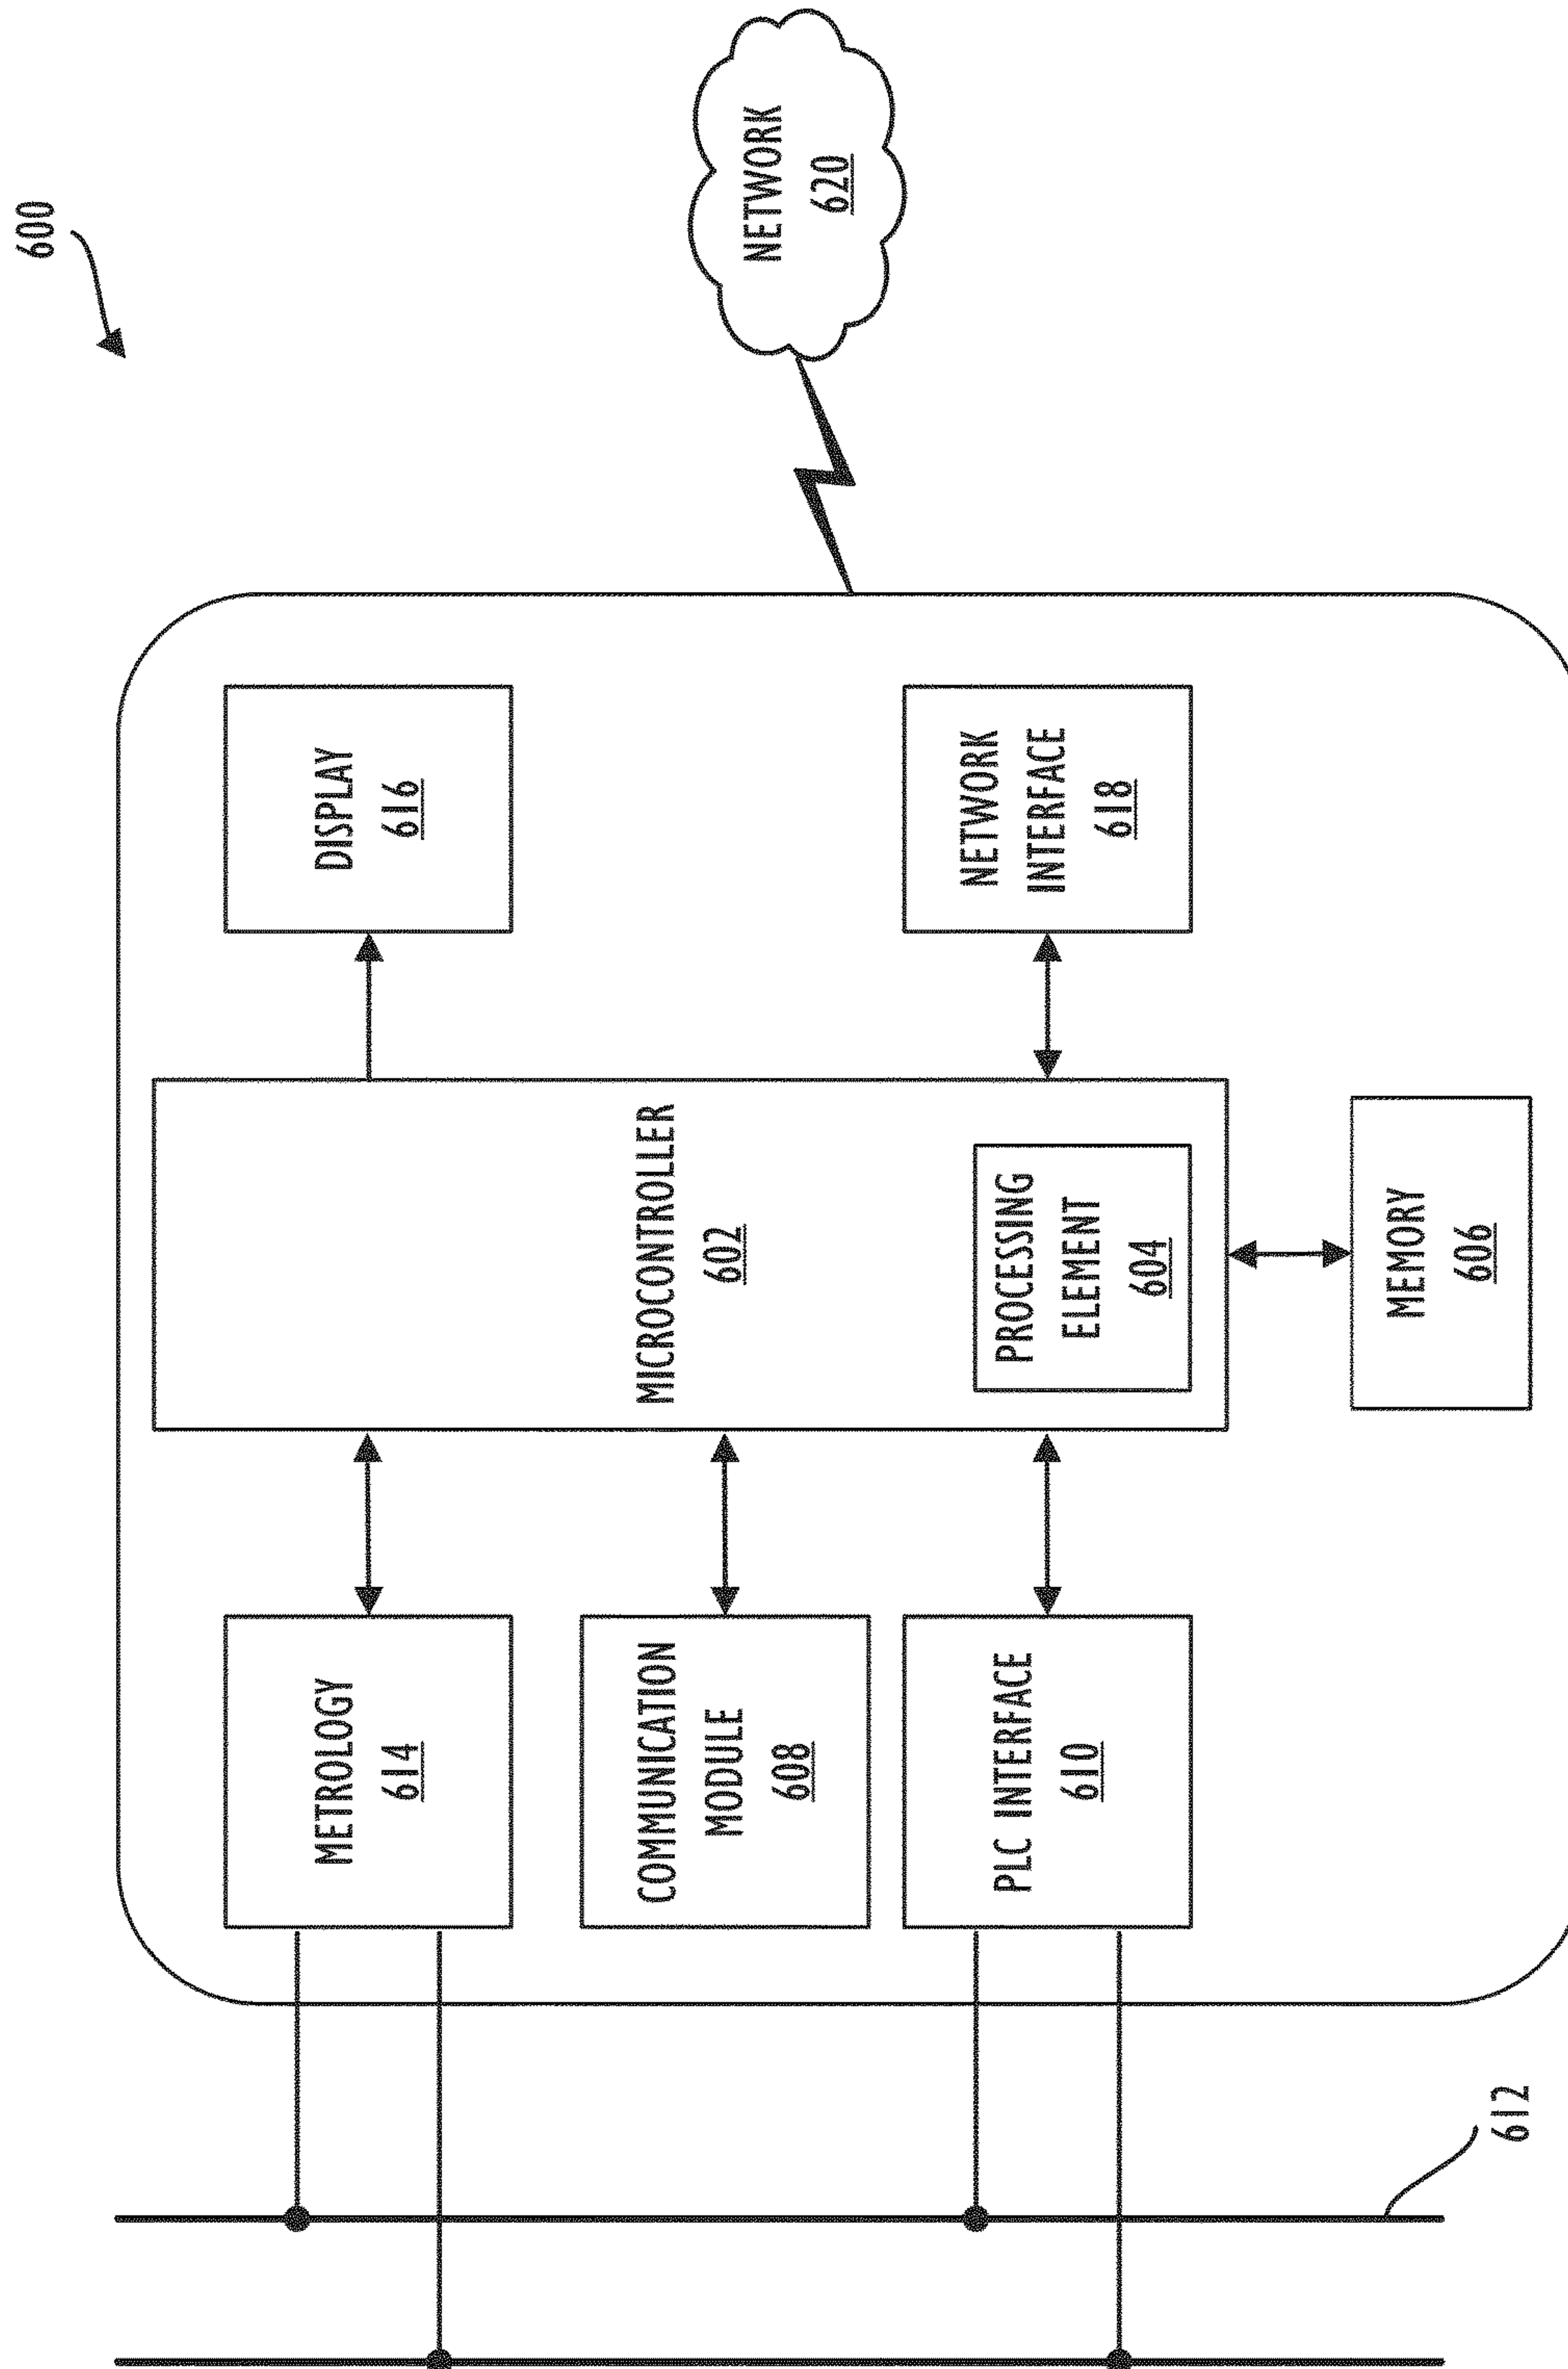 600
METROLOGY
614
COMMUNICATION
MODULE
608
PLC INTERFACE
610
MICROCONTROLLER
602
PROCESSING
ELEMENT
604
MEMORY
606
DISPLAY
616
NETWORK
INTERFACE
618
NETWORK
620
612